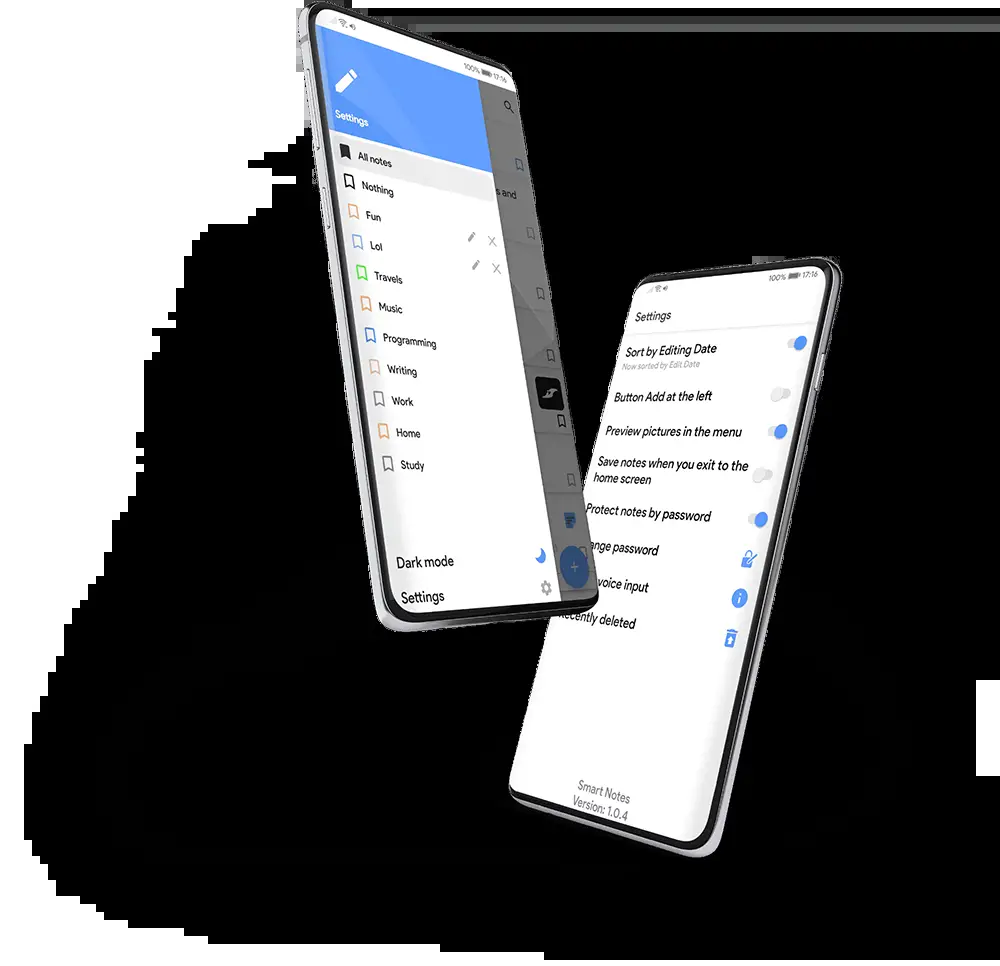 100% 17:16
Settings
All notes
Nothing
s and
Fun
Lol
Travels
Music
Programming
Writing
Work
Home
Study
Dark mode
Settings
100% 17:16
Settings
Sort by Editing Date
Now sorted by Edit Date
Button Add at the left
Preview pictures in the menu
Save notes when you exit to the
home screen
Protect notes by password
ange password
voice input
ecently deleted
Smart Notes
Version: 1.0.4